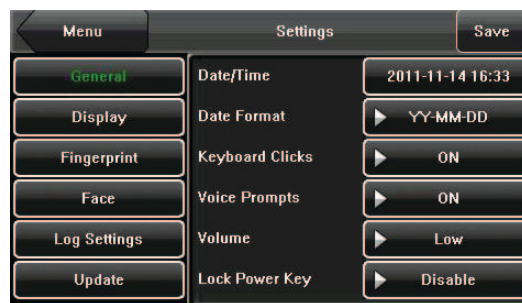 Menu Settings Save
General Date/Time 2011-11-14 16:33
Display Date Format YY-MM-DD
Fingerprint Keyboard Clicks ON
Face Voice Prompts ON
Log Settings Volume Low
Update Lock Power Key Disable